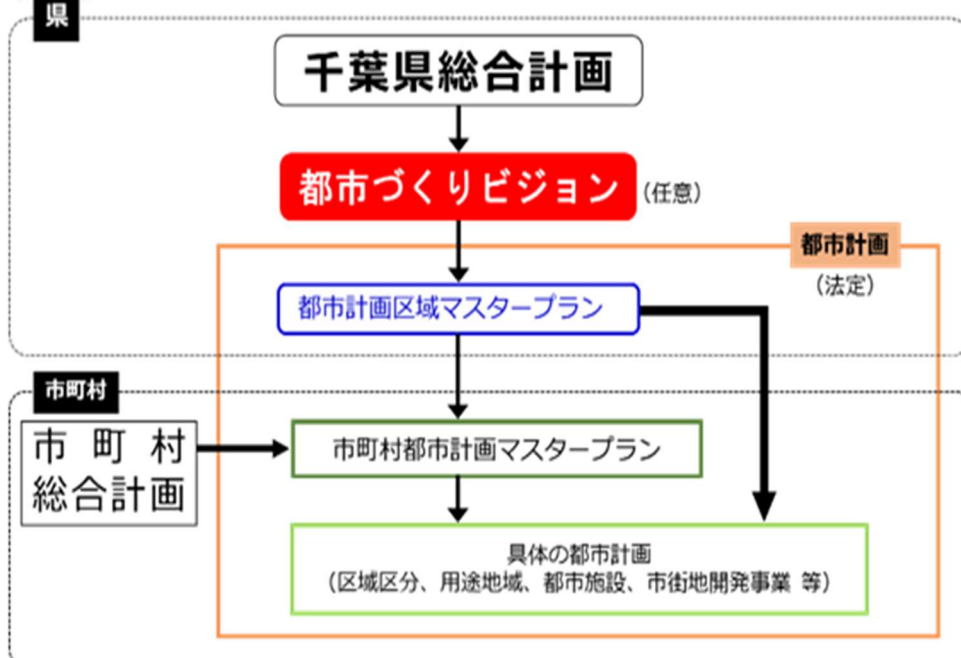 県
千葉県総合計画
都市づくりビジョン (任意)
都市計画
(法定)
都市計画区域マスタープラン
市町村
市町村
総合計画
市町村都市計画マスタープラン
具体の都市計画
(区域区分、用途地域、都市施設、市街地開発事業 等)